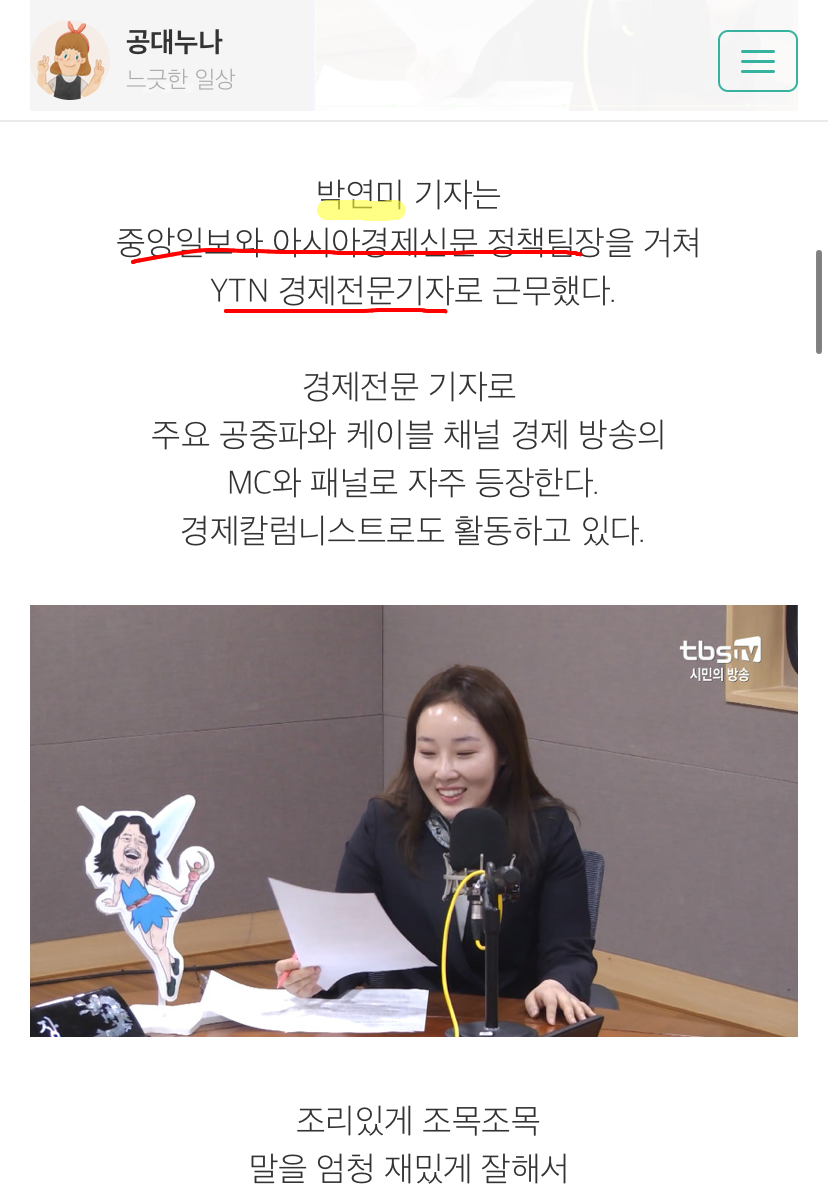 공대누나
느긋한 일상
박연미 기자는
중앙일보와 아시아경제신문 정책팀장을 거쳐
YTN 경제전문기자로 근무했다.
경제전문 기자로
주요 공중파와 케이블 채널 경제 방송의
MC와 패널로 자주 등장한다.
경제칼럼니스트로도 활동하고 있다.
tbs TV
시민의 방송
조리있게 조목조목
말을 엄청 재밌게 잘해서